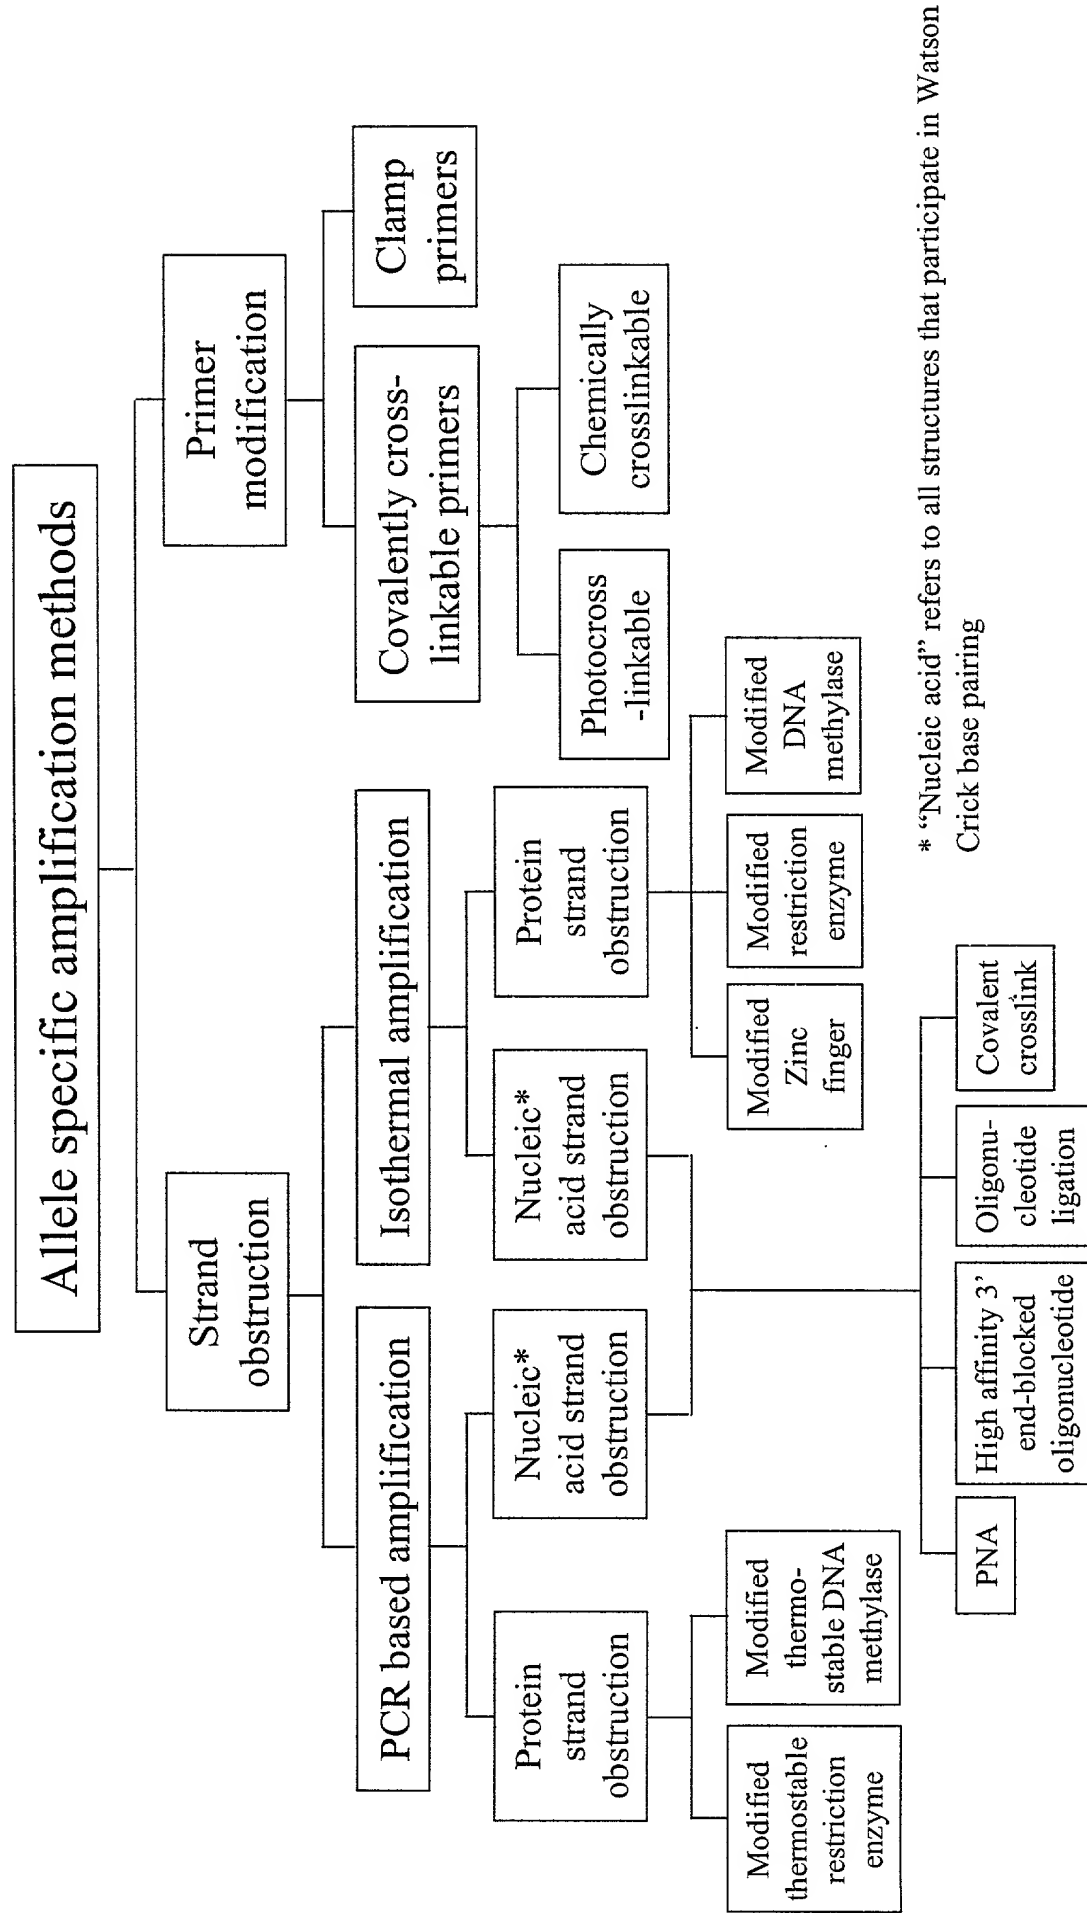 Allele specific amplification methods
Strand
obstruction
Primer
modification
PCR based amplification
Isothermal amplification
Covalently cross-
linkable primers
Clamp
primers
Protein
strand
obstruction
Nucleic*
acid strand
obstruction
Nucleic*
acid strand
obstruction
Protein
strand
obstruction
Photocross
-linkable
Chemically
crosslinkable
Modified
thermostable
restriction
enzyme
Modified
thermo-
stable DNA
methylase
Modified
Zinc
finger
Modified
restriction
enzyme
Modified
DNA
methylase
PNA
High affinity 3’
end-blocked
oligonucleotide
Oligonu-
cleotide
ligation
Covalent
crosslink
* “Nucleic acid” refers to all structures that participate in Watson
Crick base pairing